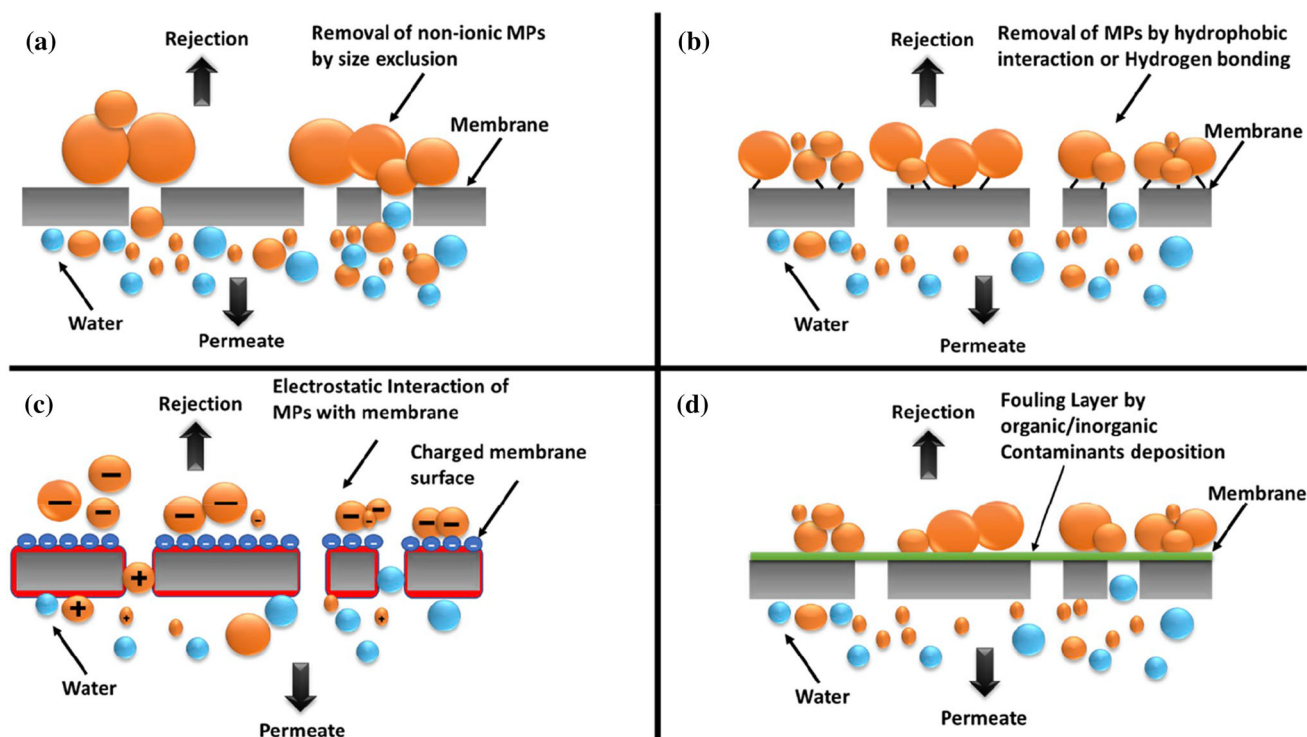 (a)
Rejection
Removal of non-ionic MPs
by size exclusion
Membrane
Water
Permeate
(b)
Rejection
Removal of MPs by hydrophobic
interaction or Hydrogen bonding
Membrane
Water
Permeate
(c)
Rejection
Electrostatic Interaction of
MPs with membrane
Charged membrane
surface
− − −
− − -
− - -
− −
- - - - - - - - - - - - - - - - - -
+
+ +
+
Water
Permeate
(d)
Rejection
Fouling Layer by
organic/inorganic
Contaminants deposition
Membrane
Water
Permeate